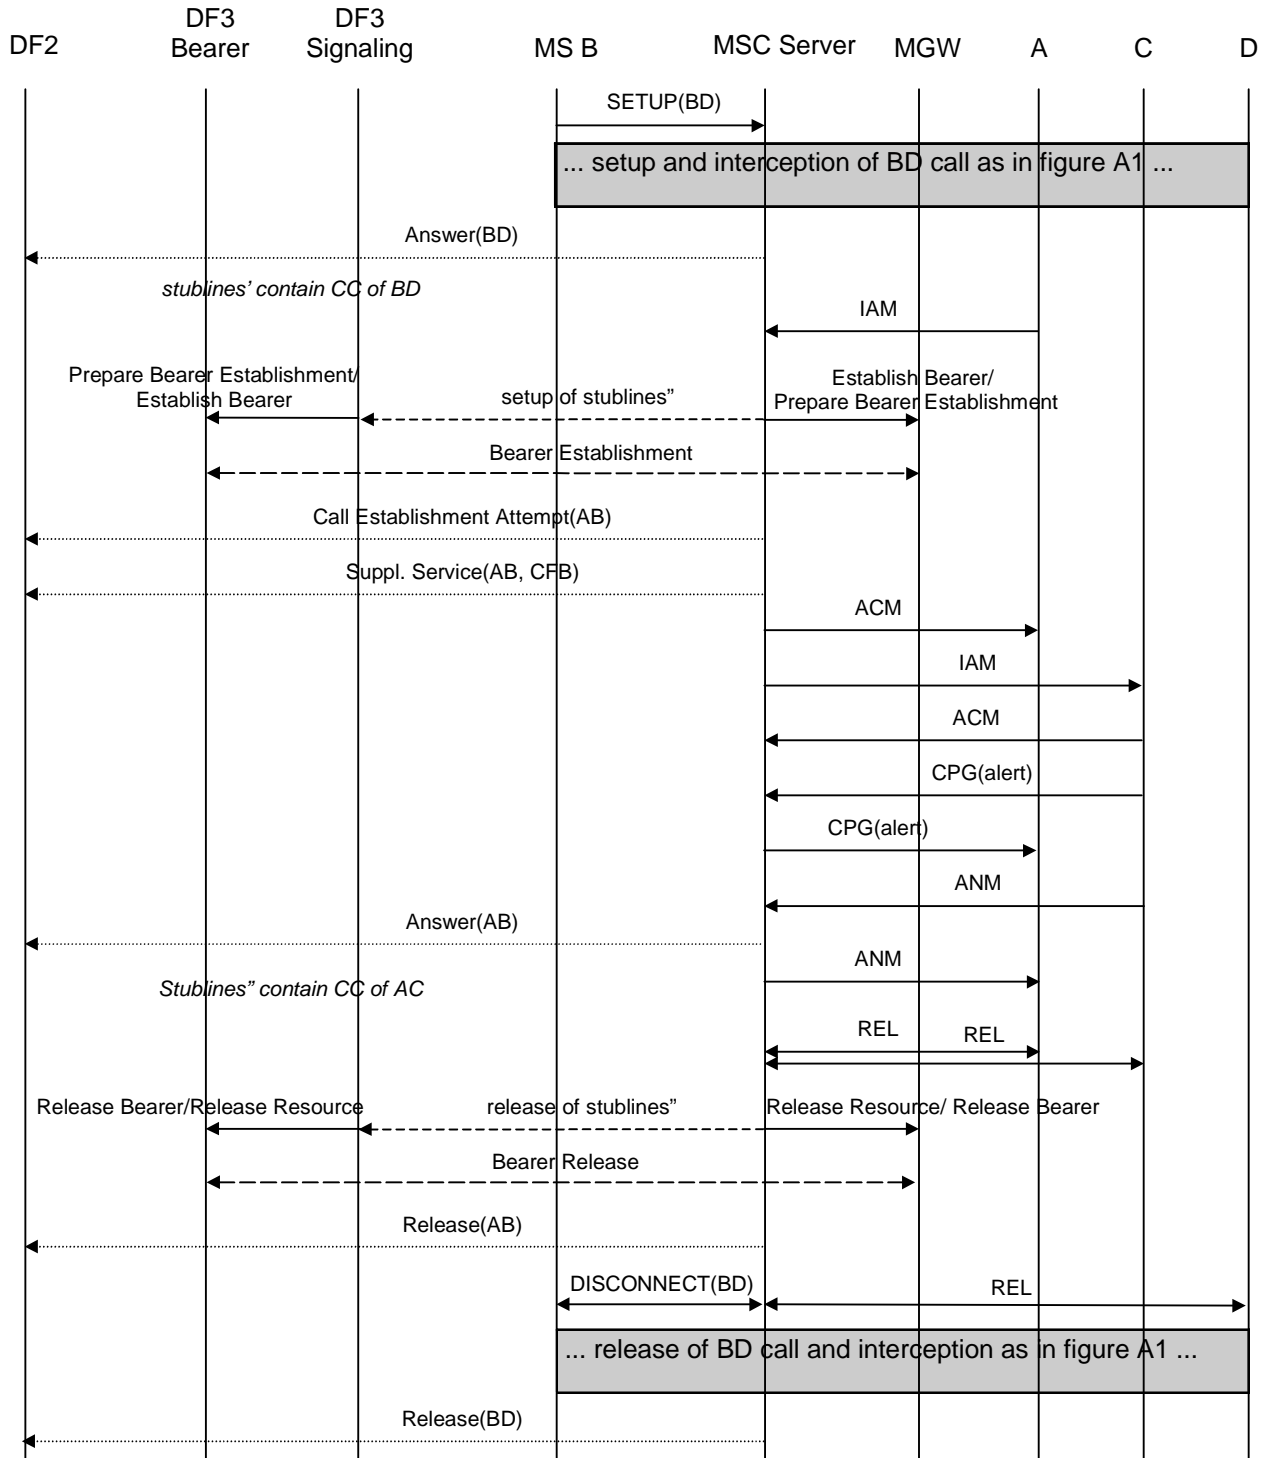 DF2
DF3
Bearer
DF3
Signaling
MS B
MSC Server
MGW
A
C
D
SETUP(BD)
... setup and interception of BD call as in figure A1 ...
Answer(BD)
stublines’ contain CC of BD
IAM
Prepare Bearer Establishment/
Establish Bearer
setup of stublines”
Establish Bearer/
Prepare Bearer Establishment
Bearer Establishment
Call Establishment Attempt(AB)
Suppl. Service(AB, CFB)
ACM
IAM
ACM
CPG(alert)
CPG(alert)
ANM
Answer(AB)
ANM
Stublines” contain CC of AC
REL
REL
Release Bearer/Release Resource
release of stublines”
Release Resource/ Release Bearer
Bearer Release
Release(AB)
DISCONNECT(BD)
REL
... release of BD call and interception as in figure A1 ...
Release(BD)